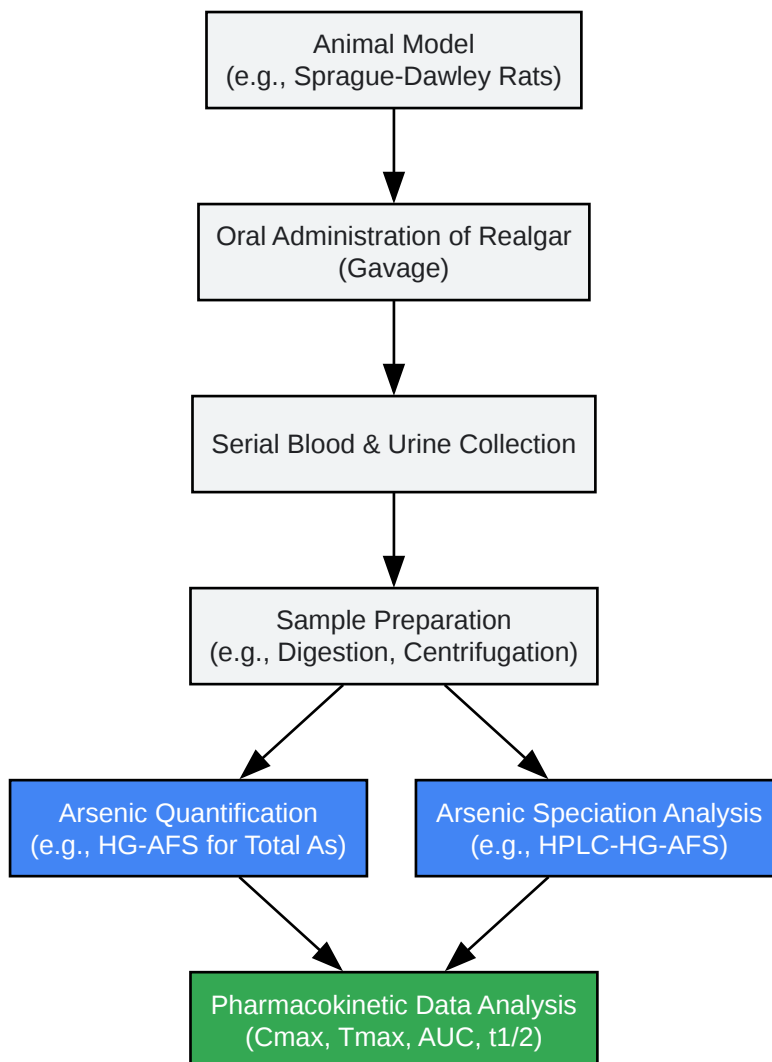 Animal Model
(e.g., Sprague-Dawley Rats)
Oral Administration of Realgar
(Gavage)
Serial Blood & Urine Collection
Sample Preparation
(e.g., Digestion, Centrifugation)
Arsenic Quantification
(e.g., HG-AFS for Total As)
Arsenic Speciation Analysis
(e.g., HPLC-HG-AFS)
Pharmacokinetic Data Analysis
(Cmax, Tmax, AUC, t1/2)